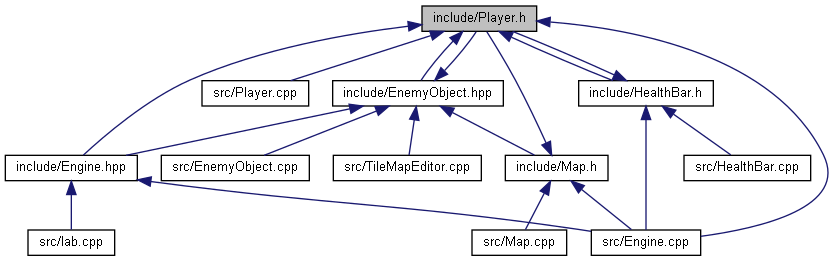 include/Player.h
src/Player.cpp
include/EnemyObject.hpp
include/HealthBar.h
include/Engine.hpp
src/EnemyObject.cpp
src/TileMapEditor.cpp
include/Map.h
src/HealthBar.cpp
src/lab.cpp
src/Map.cpp
src/Engine.cpp